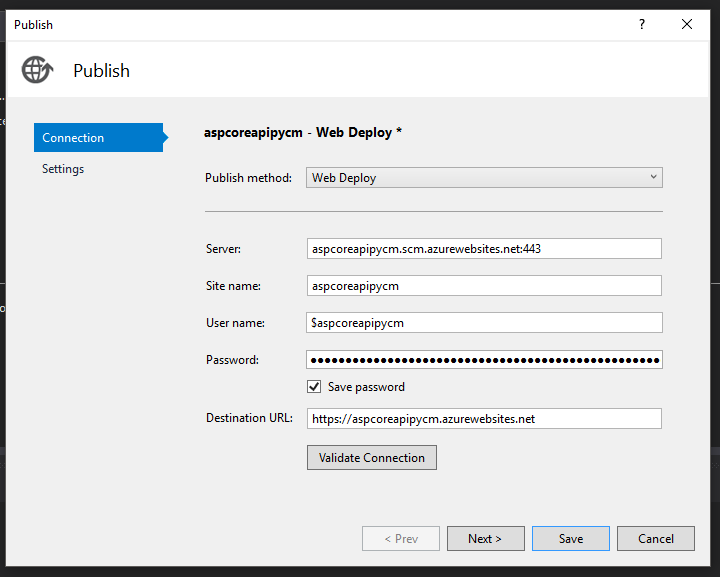 Publish
?
Publish
Connection
Settings
aspcoreapipycm - Web Deploy *
Publish method: Web Deploy
Server: aspcoreapipycm.scm.azurewebsites.net:443
Site name: aspcoreapipycm
User name: $aspcoreapipycm
Password: ••••••••••••••••••••••••••••••••••••••••••••••••••
Save password
Destination URL: https://aspcoreapipycm.azurewebsites.net
Validate Connection
< Prev Next > Save Cancel